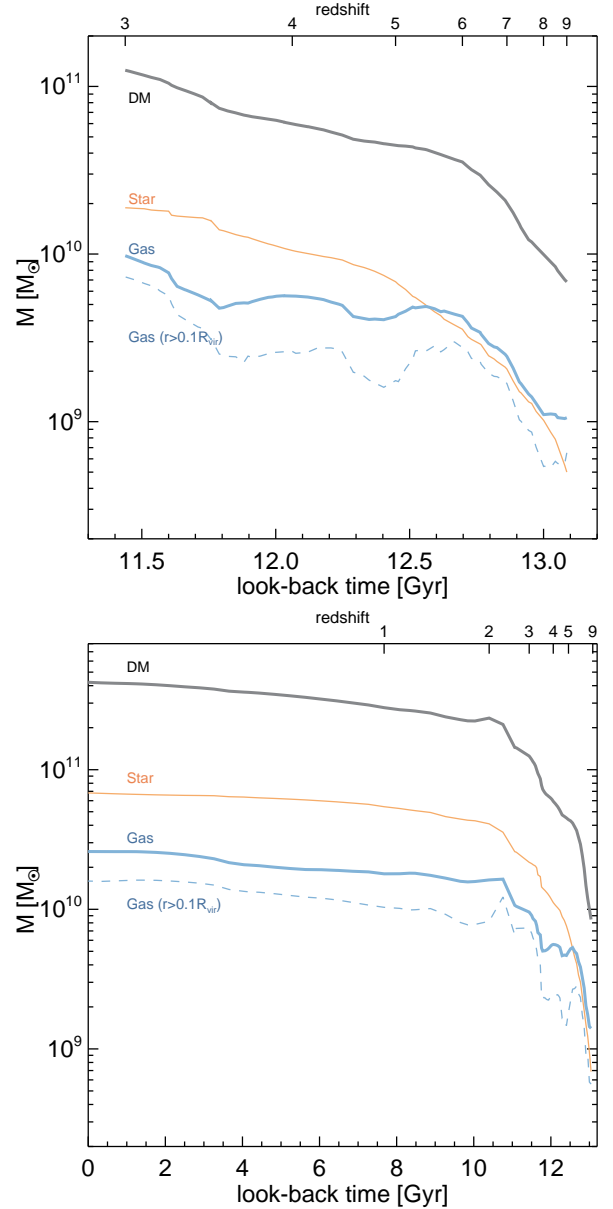 redshift
3 4 5 6 7 8 9
10¹¹
DM
Star
10¹⁰
Gas
M [M☉]
Gas (r>0.1Rvir)
10⁹
11.5 12.0 12.5 13.0
look-back time [Gyr]
redshift
1 2 3 4 5 9
DM
10¹¹
Star
Gas
M [M☉]
10¹⁰
Gas (r>0.1Rvir)
10⁹
0 2 4 6 8 10 12
look-back time [Gyr]